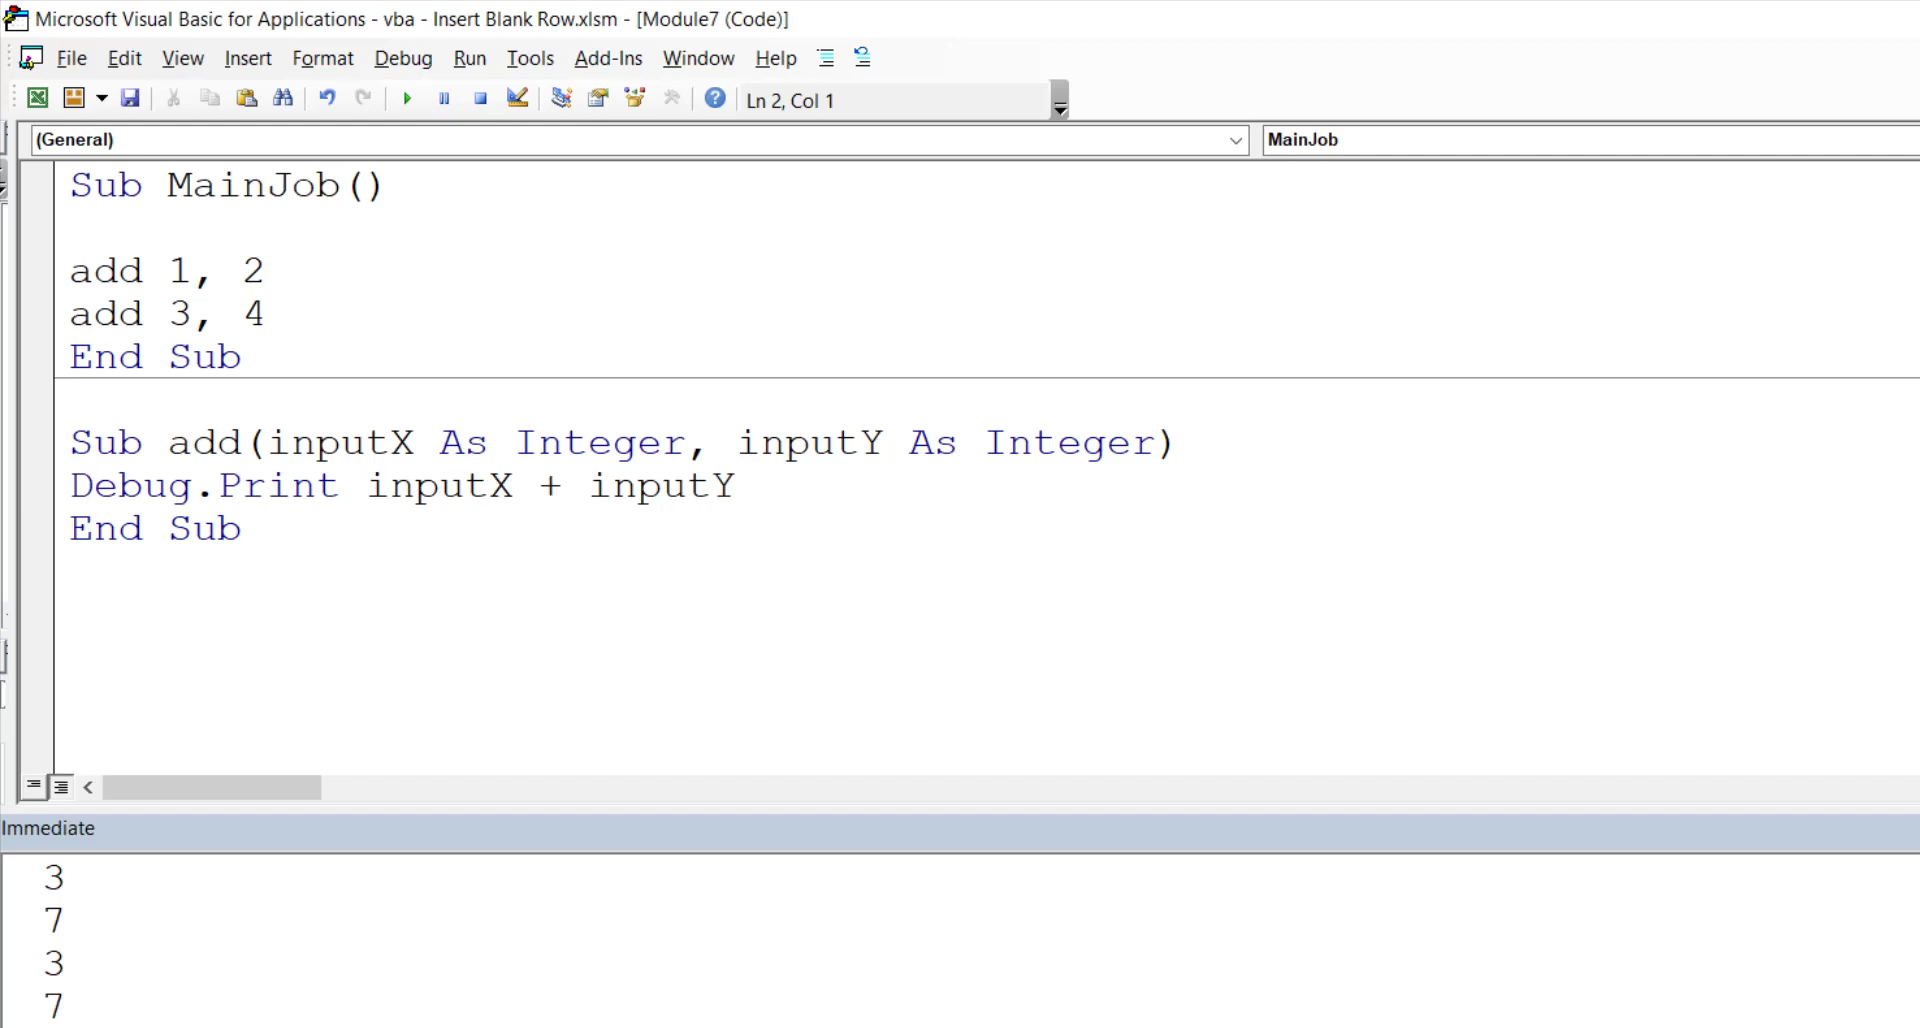 Microsoft Visual Basic for Applications - vba - Insert Blank Row.xlsm - [Module7 (Code)]
File Edit View Insert Format Debug Run Tools Add-Ins Window Help
Ln 2, Col 1
(General) MainJob
Sub MainJob()
add 1, 2
add 3, 4
End Sub
Sub add(inputX As Integer, inputY As Integer)
Debug.Print inputX + inputY
End Sub
Immediate
3
7
3
7